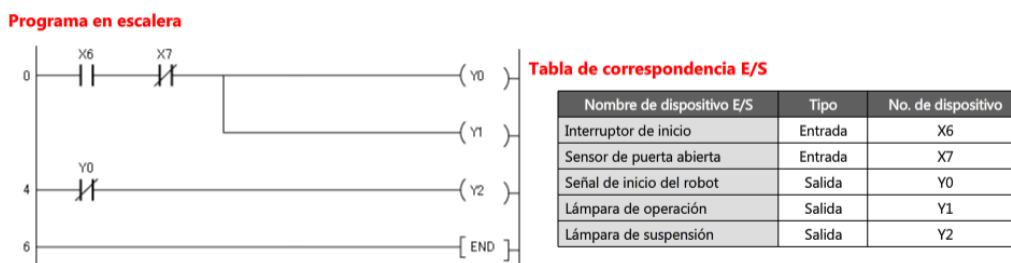 Programa en escalera
X6 X7
0 Y0
Y1
Y0
4 Y2
6 END
Tabla de correspondencia E/S
Nombre de dispositivo E/S Tipo No. de dispositivo
Interruptor de inicio Entrada X6
Sensor de puerta abierta Entrada X7
Señal de inicio del robot Salida Y0
Lámpara de operación Salida Y1
Lámpara de suspensión Salida Y2